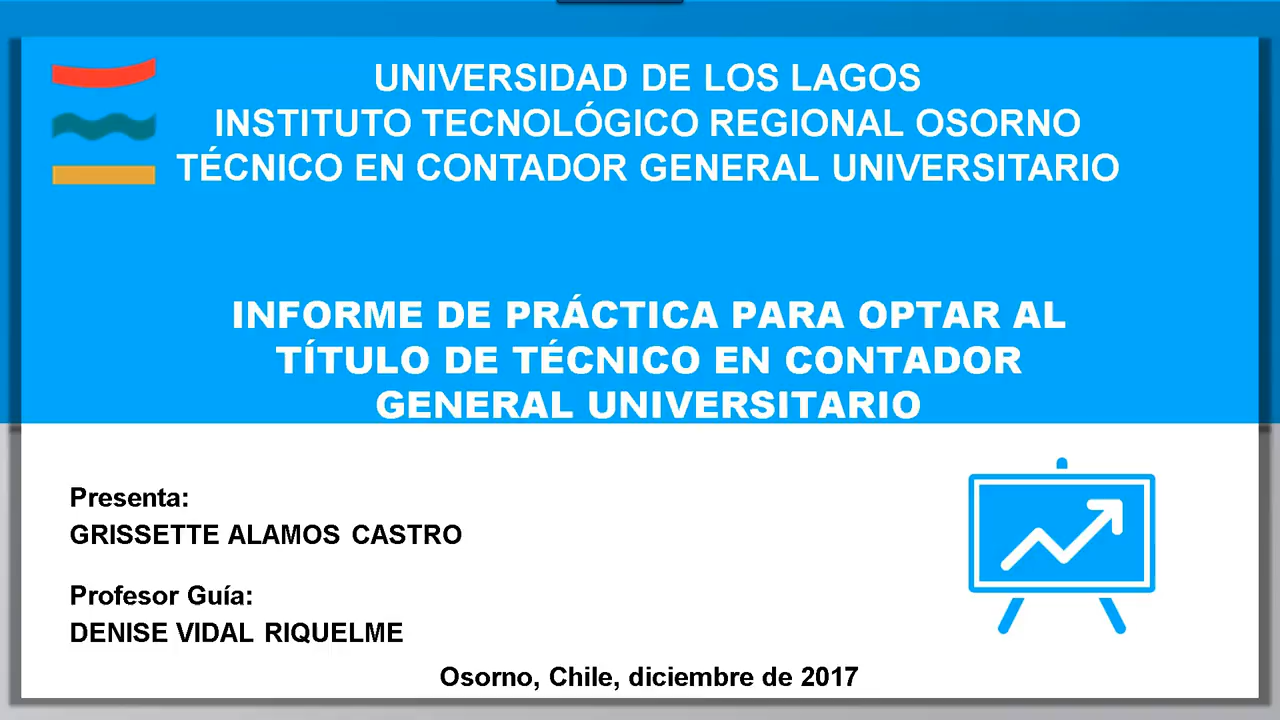 UNIVERSIDAD DE LOS LAGOS
INSTITUTO TECNOLÓGICO REGIONAL OSORNO
TÉCNICO EN CONTADOR GENERAL UNIVERSITARIO
INFORME DE PRÁCTICA PARA OPTAR AL
TÍTULO DE TÉCNICO EN CONTADOR
GENERAL UNIVERSITARIO
Presenta:
GRISSETTE ALAMOS CASTRO
Profesor Guía:
DENISE VIDAL RIQUELME
Osorno, Chile, diciembre de 2017